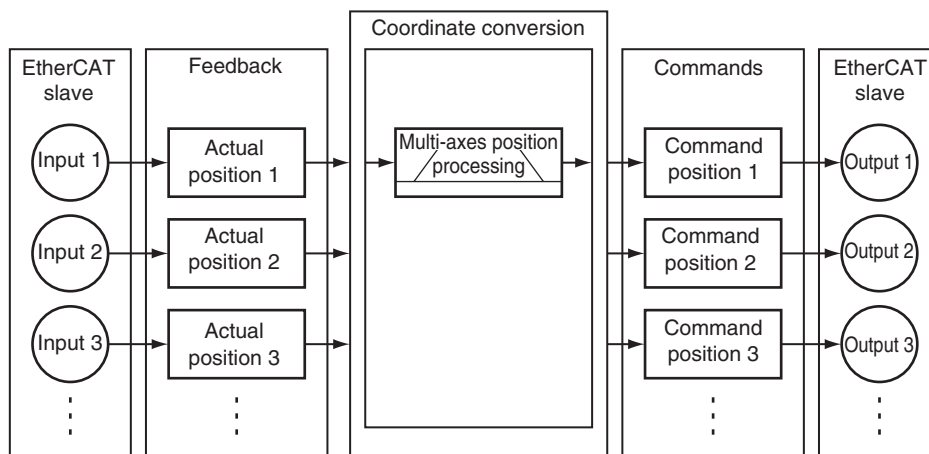 Coordinate conversion
EtherCAT
slave
Feedback
Commands
EtherCAT
slave
Input 1
Actual
position 1
Multi-axes position
processing
Command
position 1
Output 1
Input 2
Actual
position 2
Command
position 2
Output 2
Input 3
Actual
position 3
Command
position 3
Output 3